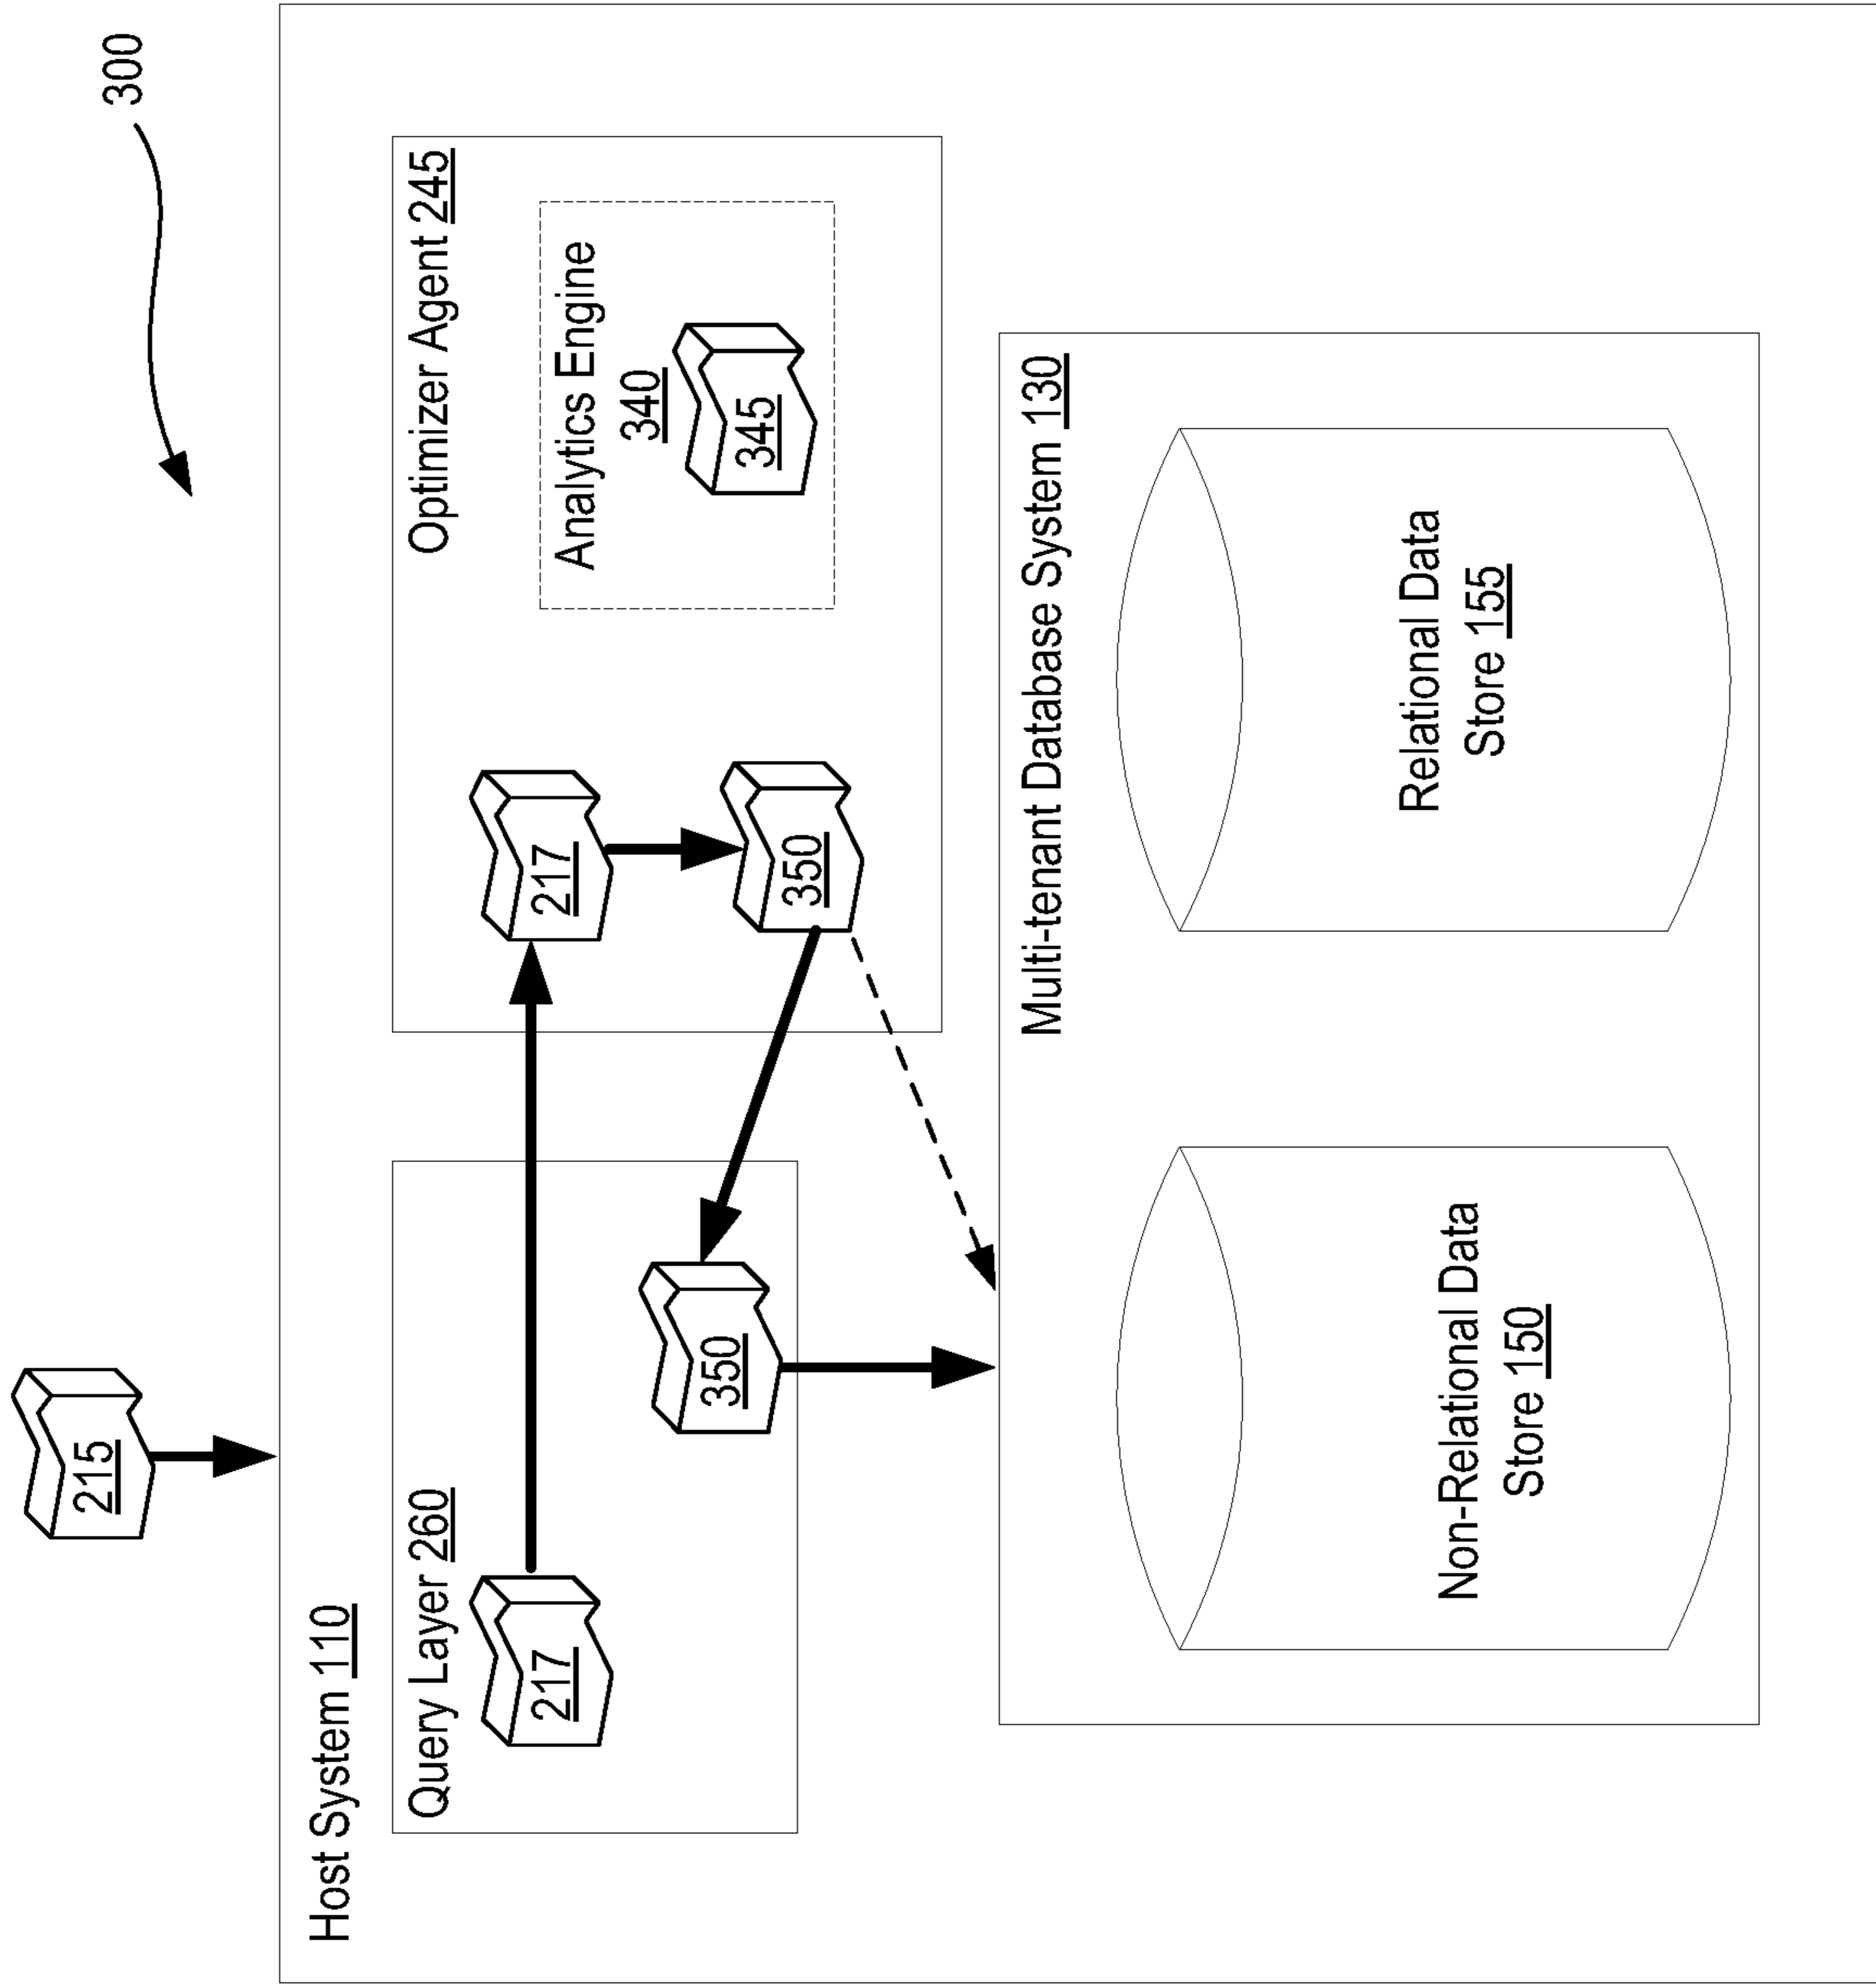 300
215
Host System 110
Query Layer 260
217
350
Optimizer Agent 245
217
350
Analytics Engine
340
345
Multi-tenant Database System 130
Non-Relational Data
Store 150
Relational Data
Store 155